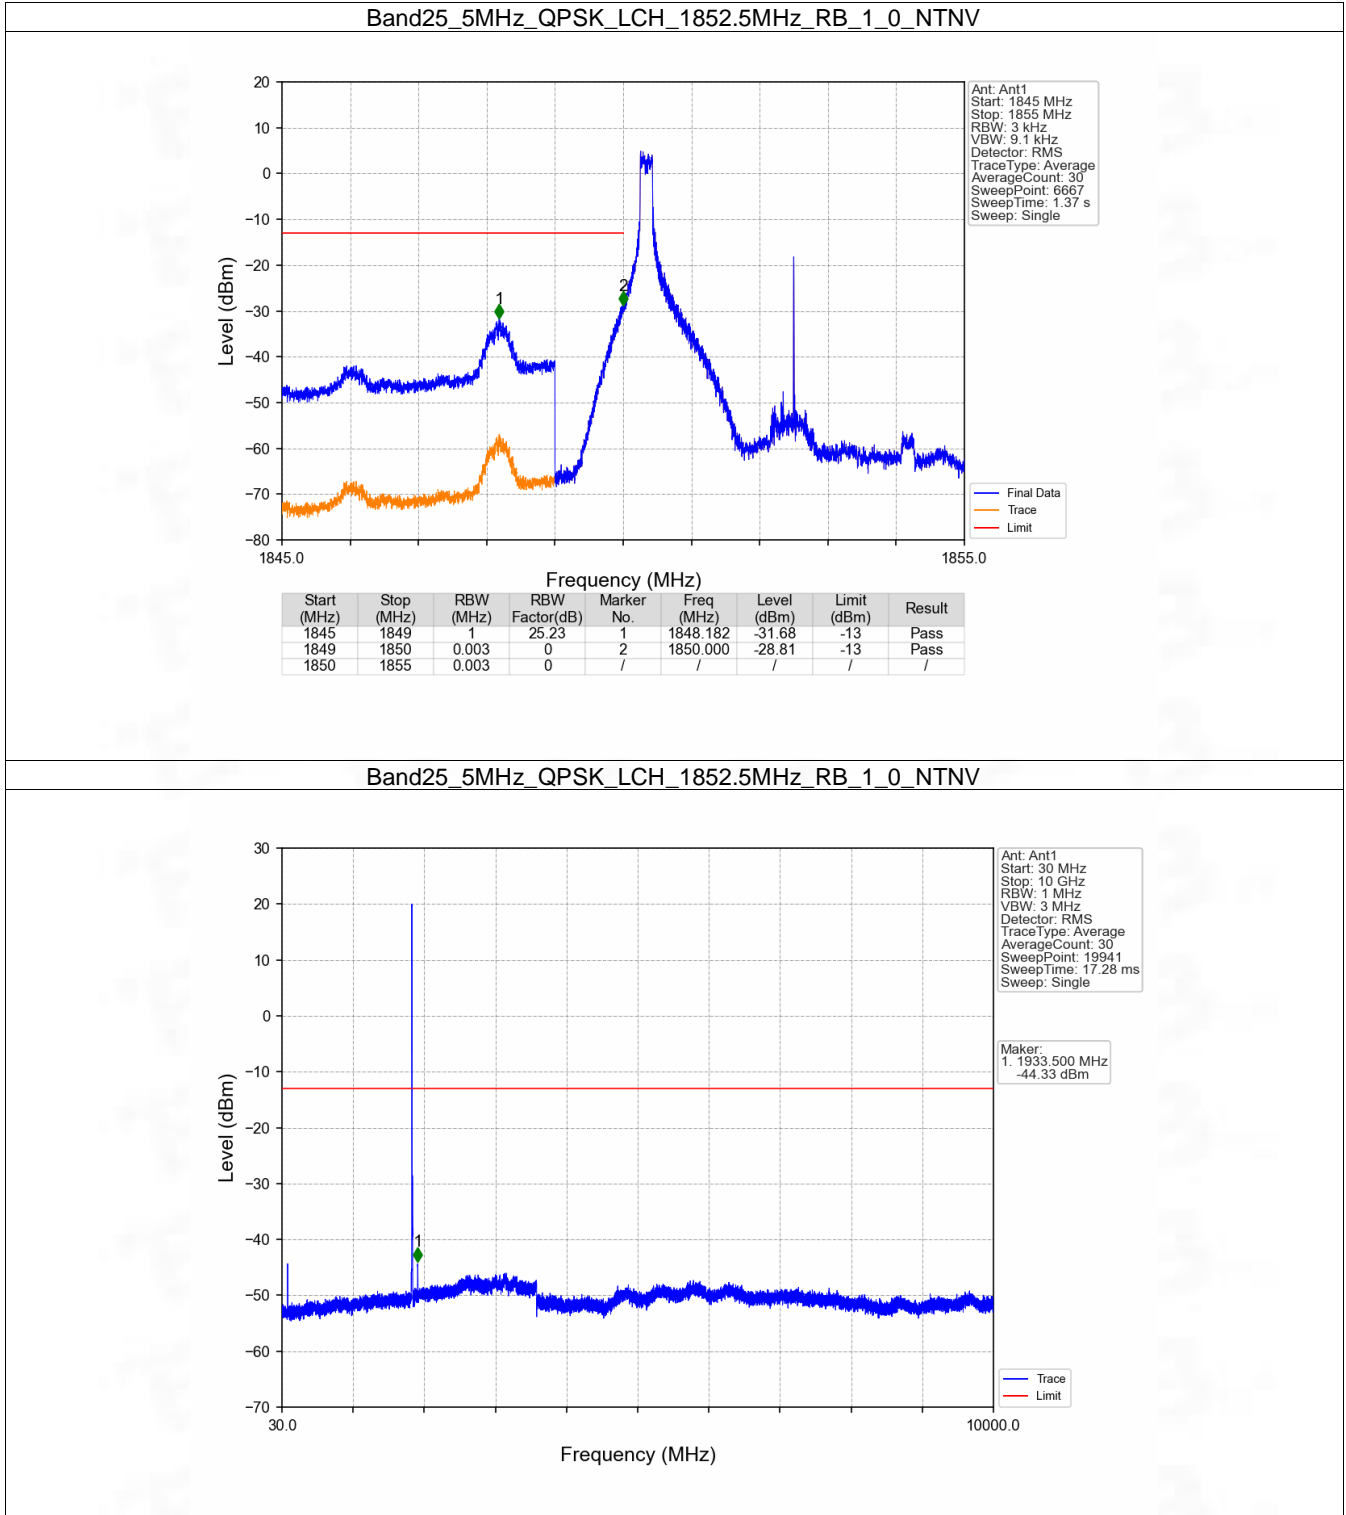 Band25_5MHz_QPSK_LCH_1852.5MHz_RB_1_0_NTNV
20
10
0
−10
−20
−30
−40
−50
−60
−70
−80
Level (dBm)
1
2
1845.0
1855.0
Frequency (MHz)
Ant: Ant1
Start: 1845 MHz
Stop: 1855 MHz
RBW: 3 kHz
VBW: 9.1 kHz
Detector: RMS
TraceType: Average
AverageCount: 30
SweepPoint: 6667
SweepTime: 1.37 s
Sweep: Single
Final Data
Trace
Limit
Start (MHz) Stop (MHz) RBW (MHz) RBW Factor(dB) Marker No. Freq (MHz) Level (dBm) Limit (dBm) Result
1845 1849 1 25.23 1 1848.182 -31.68 -13 Pass
1849 1850 0.003 0 2 1850.000 -28.81 -13 Pass
1850 1855 0.003 0 / / / / /
Band25_5MHz_QPSK_LCH_1852.5MHz_RB_1_0_NTNV
30
20
10
0
−10
−20
−30
−40
−50
−60
−70
Level (dBm)
1
30.0
10000.0
Frequency (MHz)
Ant: Ant1
Start: 30 MHz
Stop: 10 GHz
RBW: 1 MHz
VBW: 3 MHz
Detector: RMS
TraceType: Average
AverageCount: 30
SweepPoint: 19941
SweepTime: 17.28 ms
Sweep: Single
Maker:
1. 1933.500 MHz
-44.33 dBm
Trace
Limit